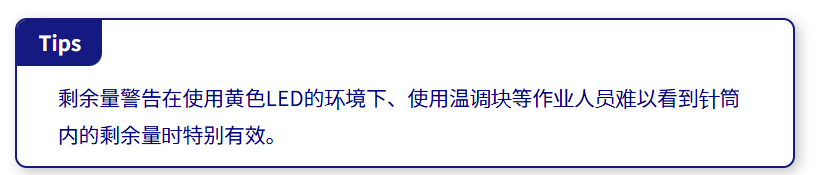 Tips
剩余量警告在使用黄色LED的环境下、使用温调块等作业人员难以看到针筒
内的剩余量时特别有效。